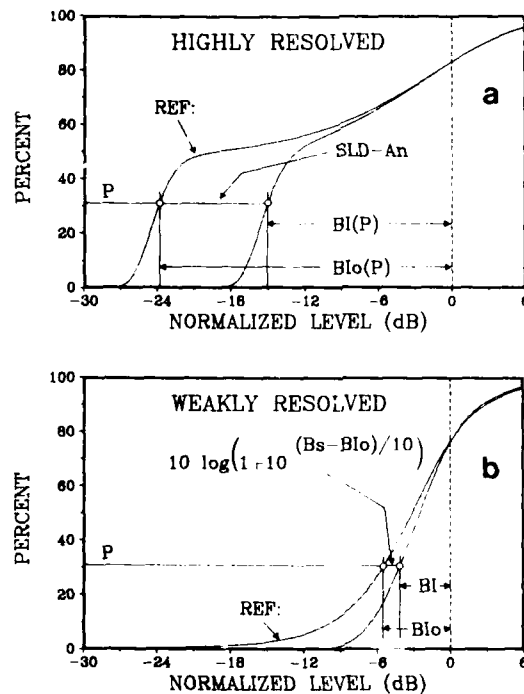 HIGHLY RESOLVED
a
REF:
SLD-An
P
BI(P)
BIo(P)
PERCENT
100
80
60
40
20
0
-30 -24 -18 -12 -6 0 6
NORMALIZED LEVEL (dB)
WEAKLY RESOLVED
b
10 log(1+10^(Bs-BIo)/10)
P
REF:
BI
BIo
PERCENT
100
80
60
40
20
0
-30 -24 -18 -12 -6 0 6
NORMALIZED LEVEL (dB)